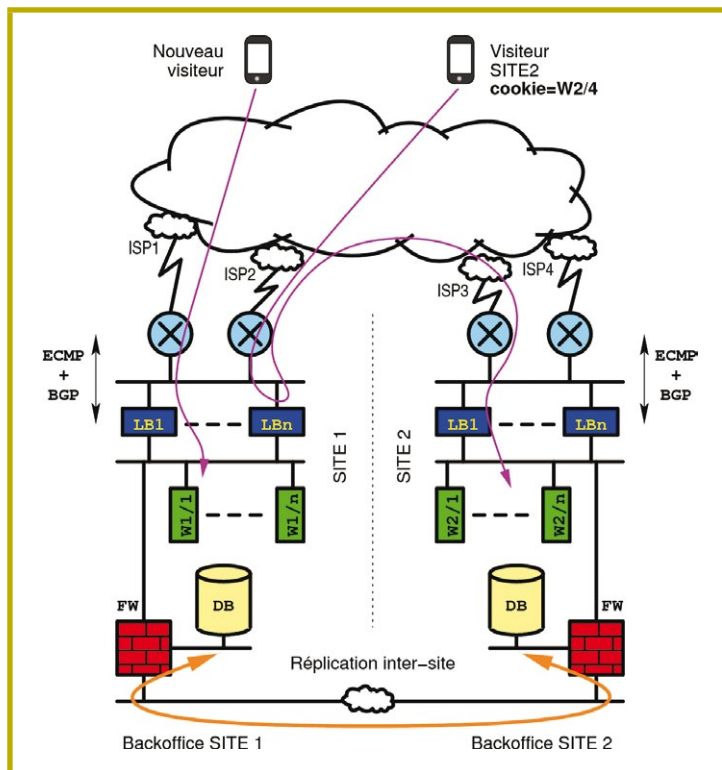 Nouveau
visiteur
Visiteur
SITE2
cookie=W2/4
ISP1
ISP2
ISP3
ISP4
ECMP
+
BGP
ECMP
+
BGP
LB1
LBn
LB1
LBn
SITE 1
SITE 2
W1/1
W1/n
W2/1
W2/n
FW
DB
DB
FW
Réplication inter-site
Backoffice SITE 1
Backoffice SITE 2